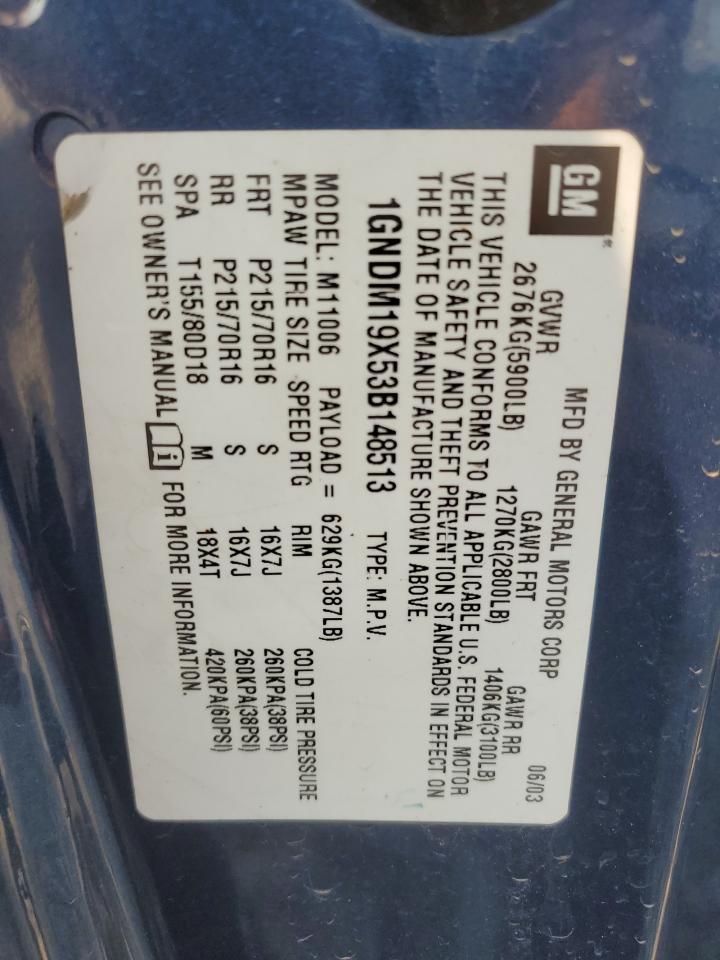 GM
MFD BY GENERAL MOTORS CORP 06/03
GVWR GAWR FRT GAWR RR
2676KG(5900LB) 1270KG(2800LB) 1406KG(3100LB)
THIS VEHICLE CONFORMS TO ALL APPLICABLE U.S. FEDERAL MOTOR
VEHICLE SAFETY AND THEFT PREVENTION STANDARDS IN EFFECT ON
THE DATE OF MANUFACTURE SHOWN ABOVE.
1GNDM19X53B148513 TYPE: M.P.V.
MODEL: M11006 PAYLOAD = 629KG(1387LB)
MPAW TIRE SIZE SPEED RTG RIM COLD TIRE PRESSURE
FRT P215/70R16 S 16X7J 260KPA(38PSI)
RR P215/70R16 S 16X7J 260KPA(38PSI)
SPA T155/80D18 M 18X4T 420KPA(60PSI)
SEE OWNER'S MANUAL FOR MORE INFORMATION.